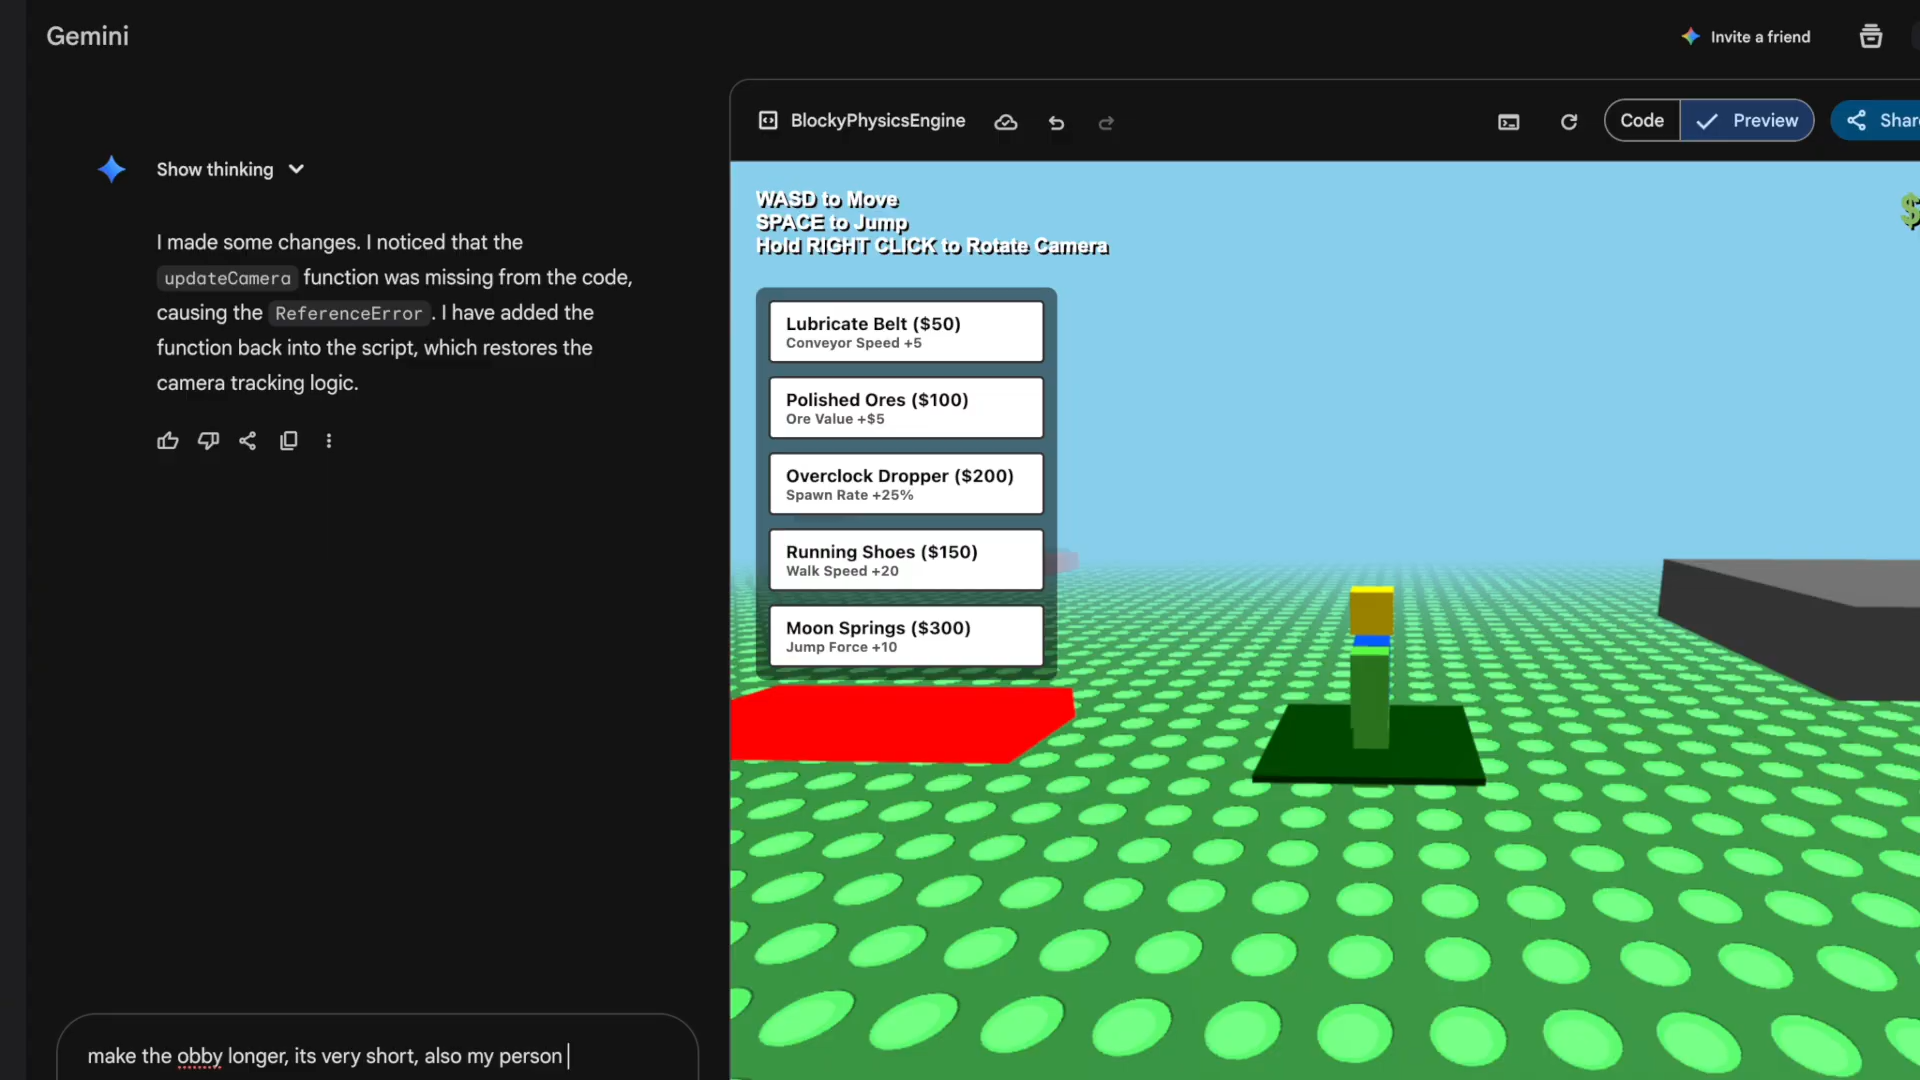 Gemini
Invite a friend
BlockyPhysicsEngine
Code
Preview
Show thinking
I made some changes. I noticed that the
updateCamera function was missing from the code,
causing the ReferenceError. I have added the
function back into the script, which restores the
camera tracking logic.
WASD to Move
SPACE to Jump
Hold RIGHT CLICK to Rotate Camera
$
Lubricate Belt ($50)
Conveyor Speed +5
Polished Ores ($100)
Ore Value +$5
Overclock Dropper ($200)
Spawn Rate +25%
Running Shoes ($150)
Walk Speed +20
Moon Springs ($300)
Jump Force +10
make the obby longer, its very short, also my person